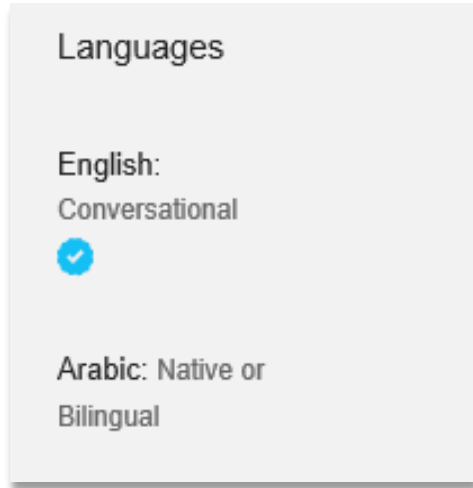 Languages
English:
Conversational
Arabic: Native or
Bilingual